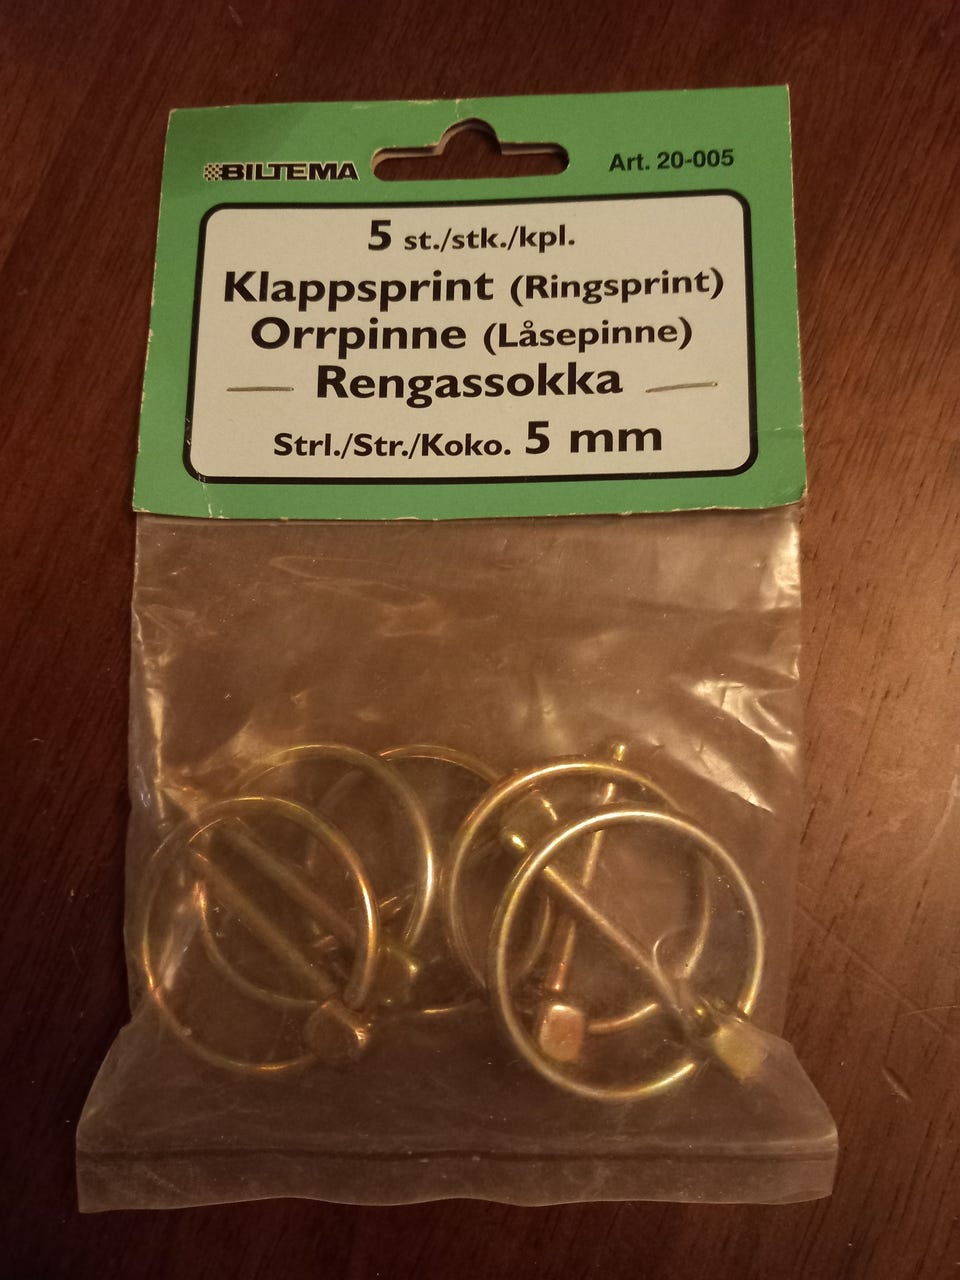 BILTEMA
Art. 20-005
5 st./stk./kpl.
Klappsprint (Ringsprint)
Orrpinne (Låsepinne)
Rengassokka
Strl./Str./Koko. 5 mm